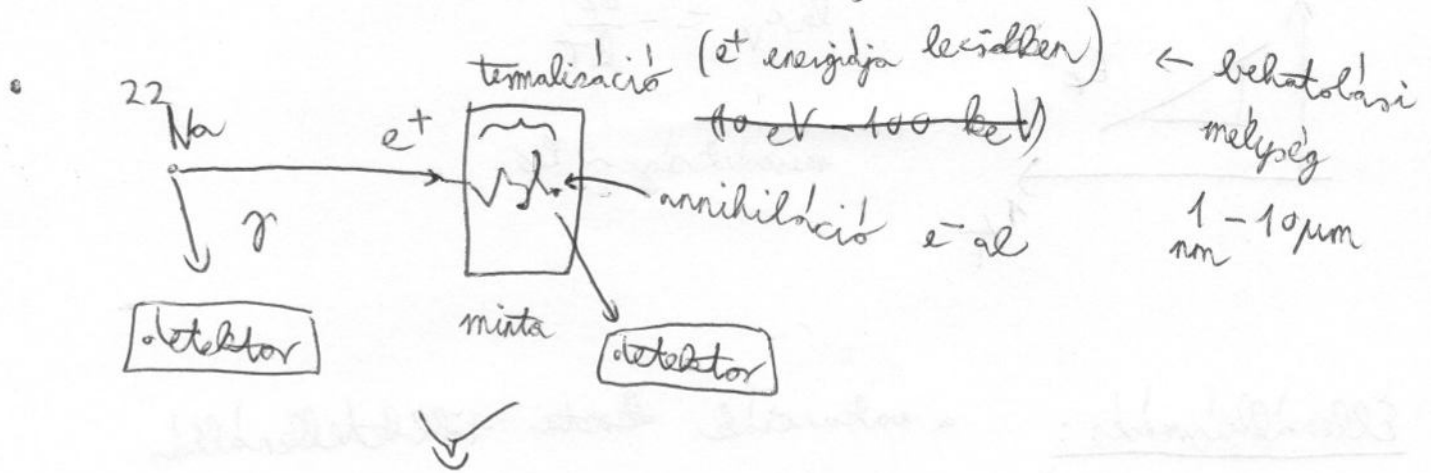 termalizáció (e⁺ energiája lecsökken) ← behatolási mélység
1 nm – 10 μm
(10 eV – 100 keV)
²²Na
e⁺
γ
annihiláció e⁻-al
detektor
minta
detektor